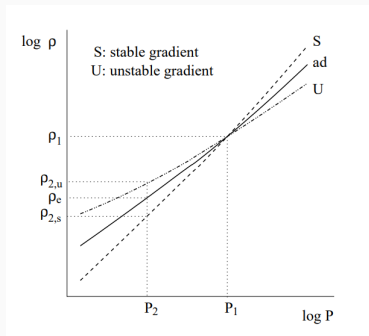 log ρ
S: stable gradient
U: unstable gradient
S
ad
U
ρ₁
ρ₂,ᵤ
ρₑ
ρ₂,ₛ
P₂
P₁
log P